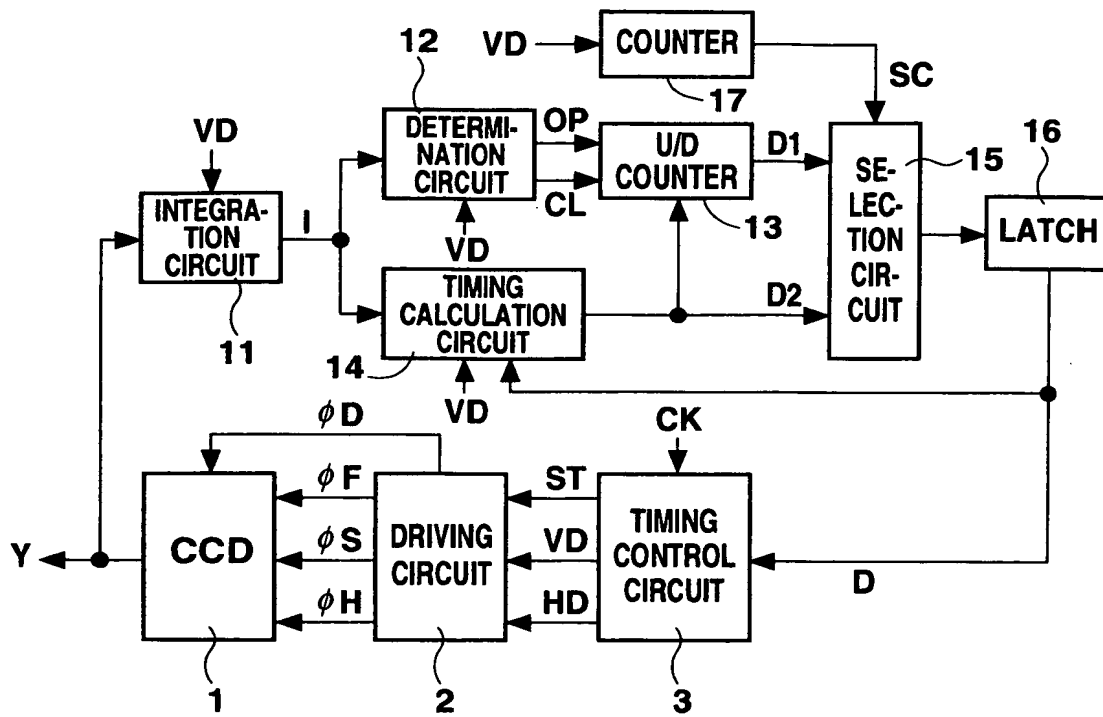 VD
COUNTER
17
SC
12
DETERMI-
NATION
CIRCUIT
OP
CL
VD
U/D
COUNTER
13
D1
SE-
LEC-
TION
CIR-
CUIT
15
16
LATCH
VD
INTEGRA-
TION
CIRCUIT
11
I
TIMING
CALCULATION
CIRCUIT
14
VD
D2
φD
φF
φS
φH
Y
CCD
1
DRIVING
CIRCUIT
2
ST
VD
HD
CK
TIMING
CONTROL
CIRCUIT
3
D